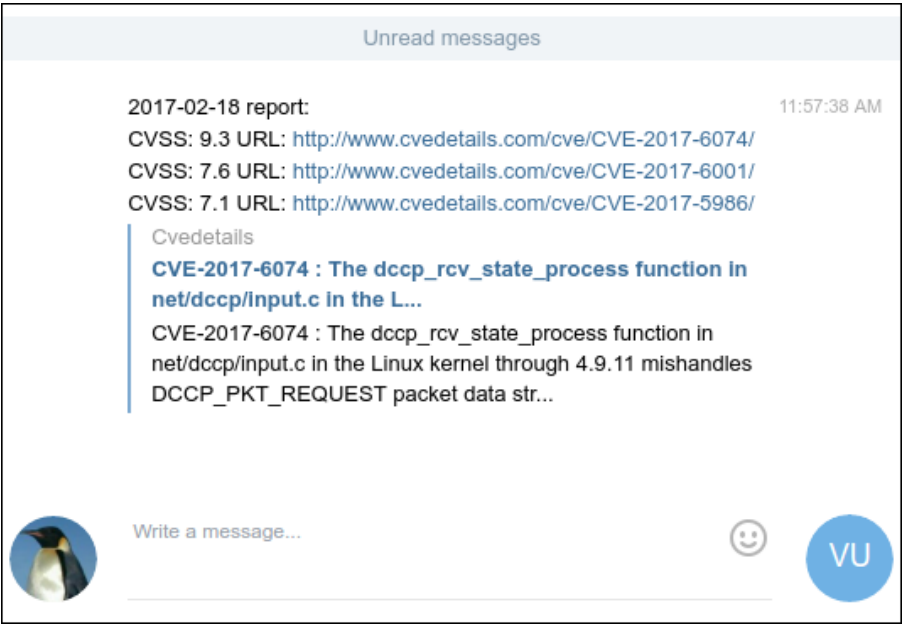 Unread messages
2017-02-18 report:
11:57:38 AM
CVSS: 9.3 URL: http://www.cvedetails.com/cve/CVE-2017-6074/
CVSS: 7.6 URL: http://www.cvedetails.com/cve/CVE-2017-6001/
CVSS: 7.1 URL: http://www.cvedetails.com/cve/CVE-2017-5986/
Cvedetails
CVE-2017-6074 : The dccp_rcv_state_process function in
net/dccp/input.c in the L...
CVE-2017-6074 : The dccp_rcv_state_process function in
net/dccp/input.c in the Linux kernel through 4.9.11 mishandles
DCCP_PKT_REQUEST packet data str...
Write a message...
VU